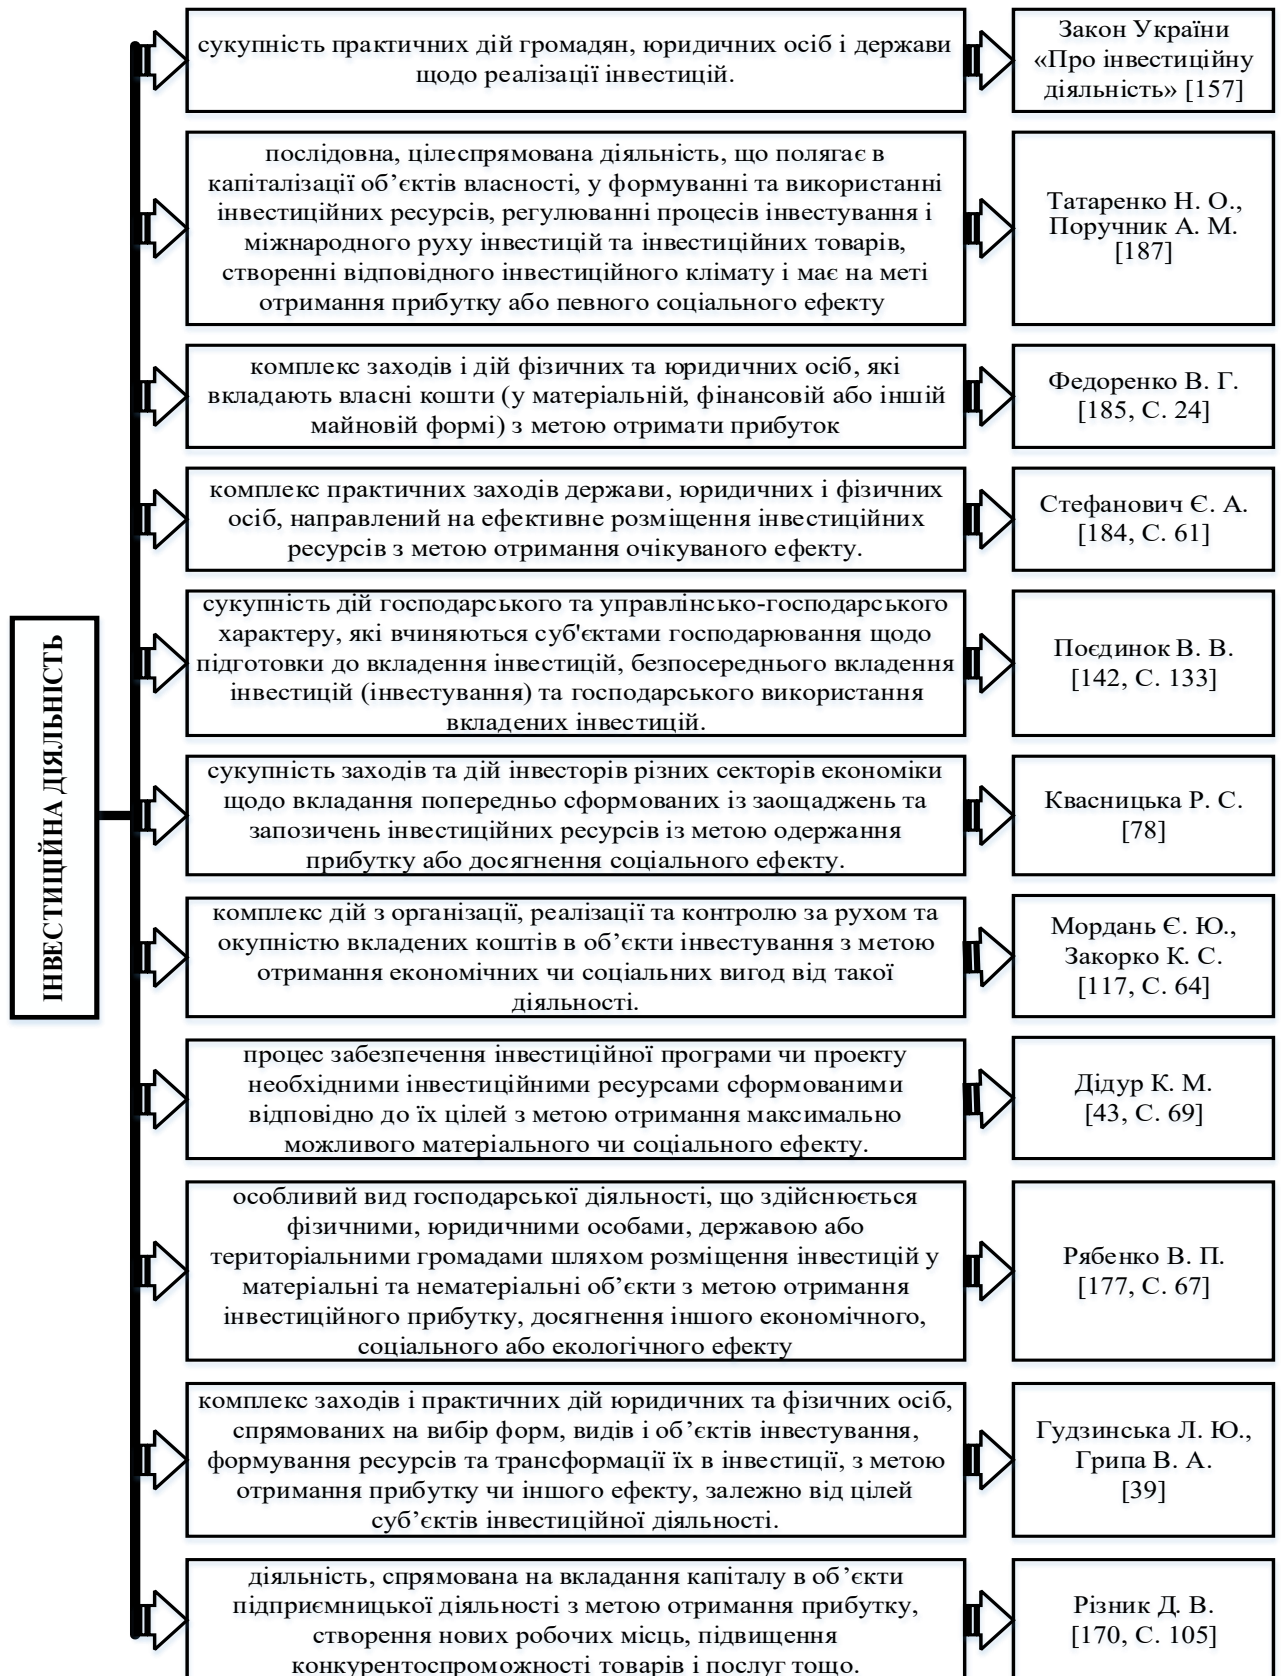 ІНВЕСТИЦІЙНА ДІЯЛЬНІСТЬ
сукупність практичних дій громадян, юридичних осіб і держави
щодо реалізації інвестицій.
Закон України
«Про інвестиційну
діяльність» [157]
послідовна, цілеспрямована діяльність, що полягає в
капіталізації об’єктів власності, у формуванні та використанні
інвестиційних ресурсів, регулюванні процесів інвестування і
міжнародного руху інвестицій та інвестиційних товарів,
створенні відповідного інвестиційного клімату і має на меті
отримання прибутку або певного соціального ефекту
Татаренко Н. О.,
Поручник А. М.
[187]
комплекс заходів і дій фізичних та юридичних осіб, які
вкладають власні кошти (у матеріальній, фінансовій або іншій
майновій формі) з метою отримати прибуток
Федоренко В. Г.
[185, С. 24]
комплекс практичних заходів держави, юридичних і фізичних
осіб, направлений на ефективне розміщення інвестиційних
ресурсів з метою отримання очікуваного ефекту.
Стефанович Є. А.
[184, С. 61]
сукупність дій господарського та управлінсько-господарського
характеру, які вчиняються суб'єктами господарювання щодо
підготовки до вкладення інвестицій, безпосереднього вкладення
інвестицій (інвестування) та господарського використання
вкладених інвестицій.
Поєдинок В. В.
[142, С. 133]
сукупність заходів та дій інвесторів різних секторів економіки
щодо вкладання попередньо сформованих із заощаджень та
запозичень інвестиційних ресурсів із метою одержання
прибутку або досягнення соціального ефекту.
Квасницька Р. С.
[78]
комплекс дій з організації, реалізації та контролю за рухом та
окупністю вкладених коштів в об’єкти інвестування з метою
отримання економічних чи соціальних вигод від такої
діяльності.
Мордань Є. Ю.,
Закорко К. С.
[117, С. 64]
процес забезпечення інвестиційної програми чи проекту
необхідними інвестиційними ресурсами сформованими
відповідно до їх цілей з метою отримання максимально
можливого матеріального чи соціального ефекту.
Дідур К. М.
[43, С. 69]
особливий вид господарської діяльності, що здійснюється
фізичними, юридичними особами, державою або
територіальними громадами шляхом розміщення інвестицій у
матеріальні та нематеріальні об’єкти з метою отримання
інвестиційного прибутку, досягнення іншого економічного,
соціального або екологічного ефекту
Рябенко В. П.
[177, С. 67]
комплекс заходів і практичних дій юридичних та фізичних осіб,
спрямованих на вибір форм, видів і об’єктів інвестування,
формування ресурсів та трансформації їх в інвестиції, з метою
отримання прибутку чи іншого ефекту, залежно від цілей
суб’єктів інвестиційної діяльності.
Гудзинська Л. Ю.,
Грипа В. А.
[39]
діяльність, спрямована на вкладання капіталу в об’єкти
підприємницької діяльності з метою отримання прибутку,
створення нових робочих місць, підвищення
конкурентоспроможності товарів і послуг тощо.
Різник Д. В.
[170, С. 105]